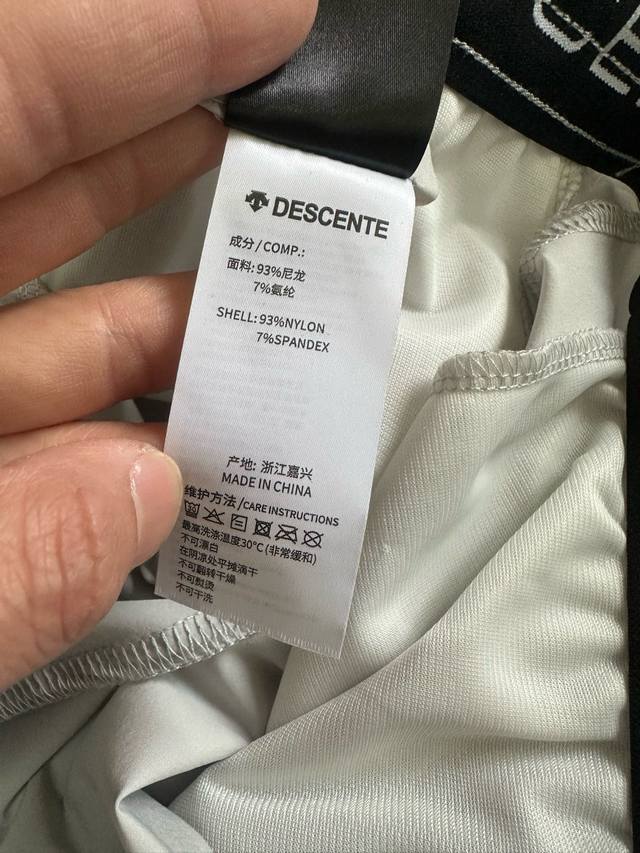 DESCENTE
成分/COMP.:
面料:93%尼龙
7%氨纶
SHELL:93%NYLON
7%SPANDEX
产地: 浙江嘉兴
MADE IN CHINA
维护方法/CARE INSTRUCTIONS
最高洗涤温度30℃(非常缓和)
不可漂白
在阴凉处平摊滴干
不可翻转干燥
不可熨烫
不可干洗